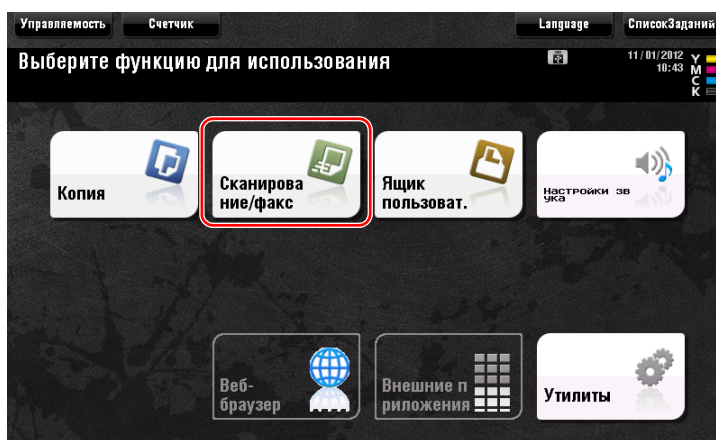 Управляемость Счетчик Language СписокЗаданий
Выберите функцию для использования 11/01/2012 Y
10:43 M
C
K
Копия
Сканирова
ние/факс
Ящик
пользоват.
Настройки зв
ука
Веб-
браузер
Внешние п
риложения
Утилиты